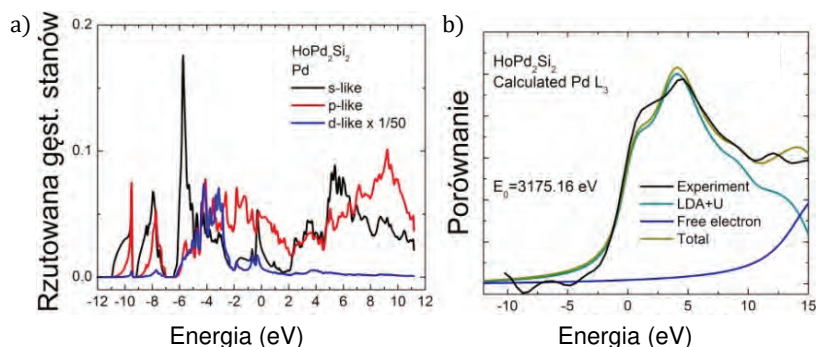 a)
Rzutowana gęst. stanów
0.2
0.1
0.0
HoPd₂Si₂
Pd
s-like
p-like
d-like x 1/50
-12 -10 -8 -6 -4 -2 0 2 4 6 8 10 12
Energia (eV)
b)
Porównanie
HoPd₂Si₂
Calculated Pd L₃
E₀=3175.16 eV
Experiment
LDA+U
Free electron
Total
-10 -5 0 5 10 15
Energia (eV)